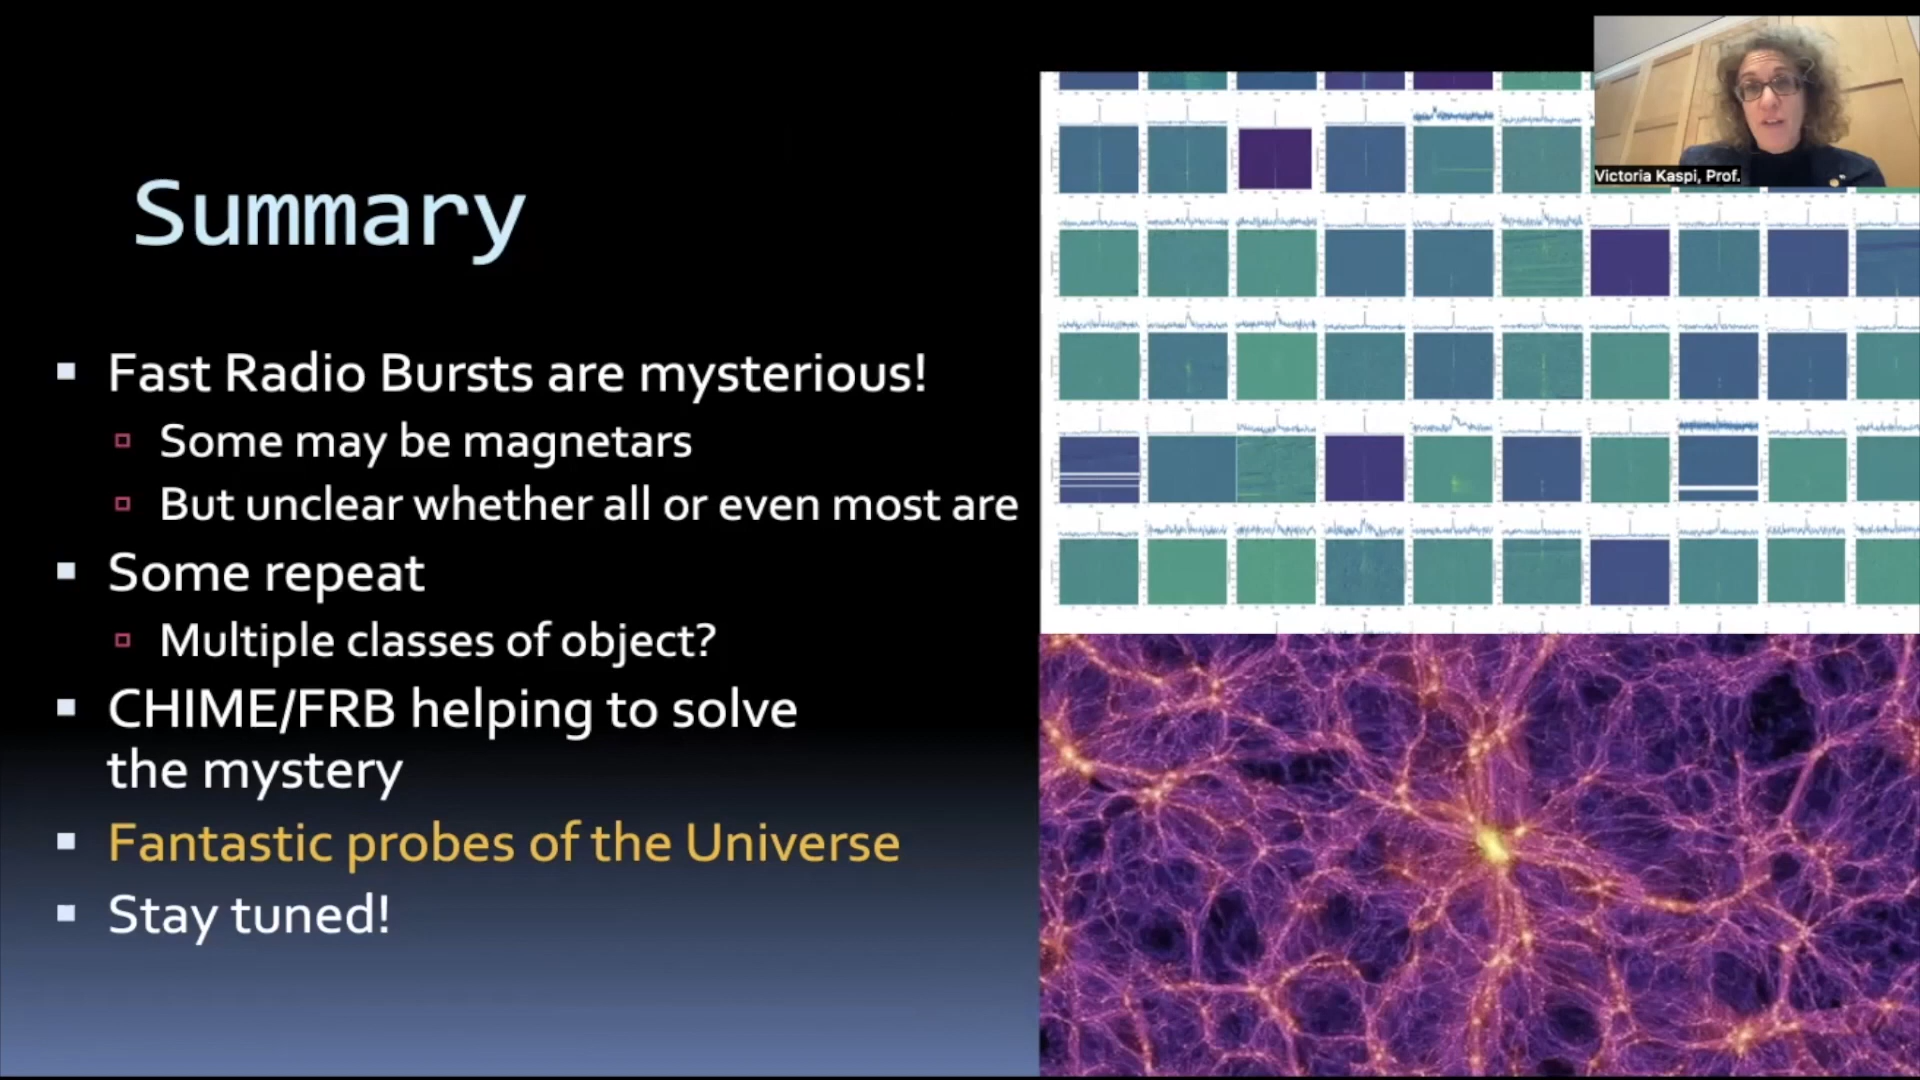 Summary
Fast Radio Bursts are mysterious!
Some may be magnetars
But unclear whether all or even most are
Some repeat
Multiple classes of object?
CHIME/FRB helping to solve
the mystery
Fantastic probes of the Universe
Stay tuned!
Victoria Kaspi, Prof.